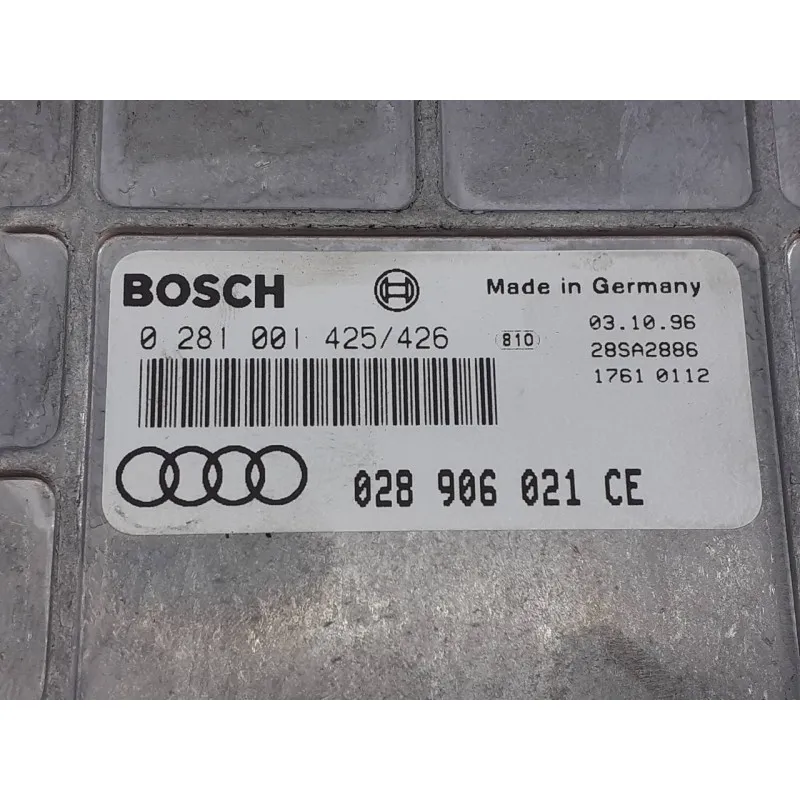 BOSCH Made in Germany
0 281 001 425/426 810 03.10.96
28SA2886
1761 0112
028 906 021 CE